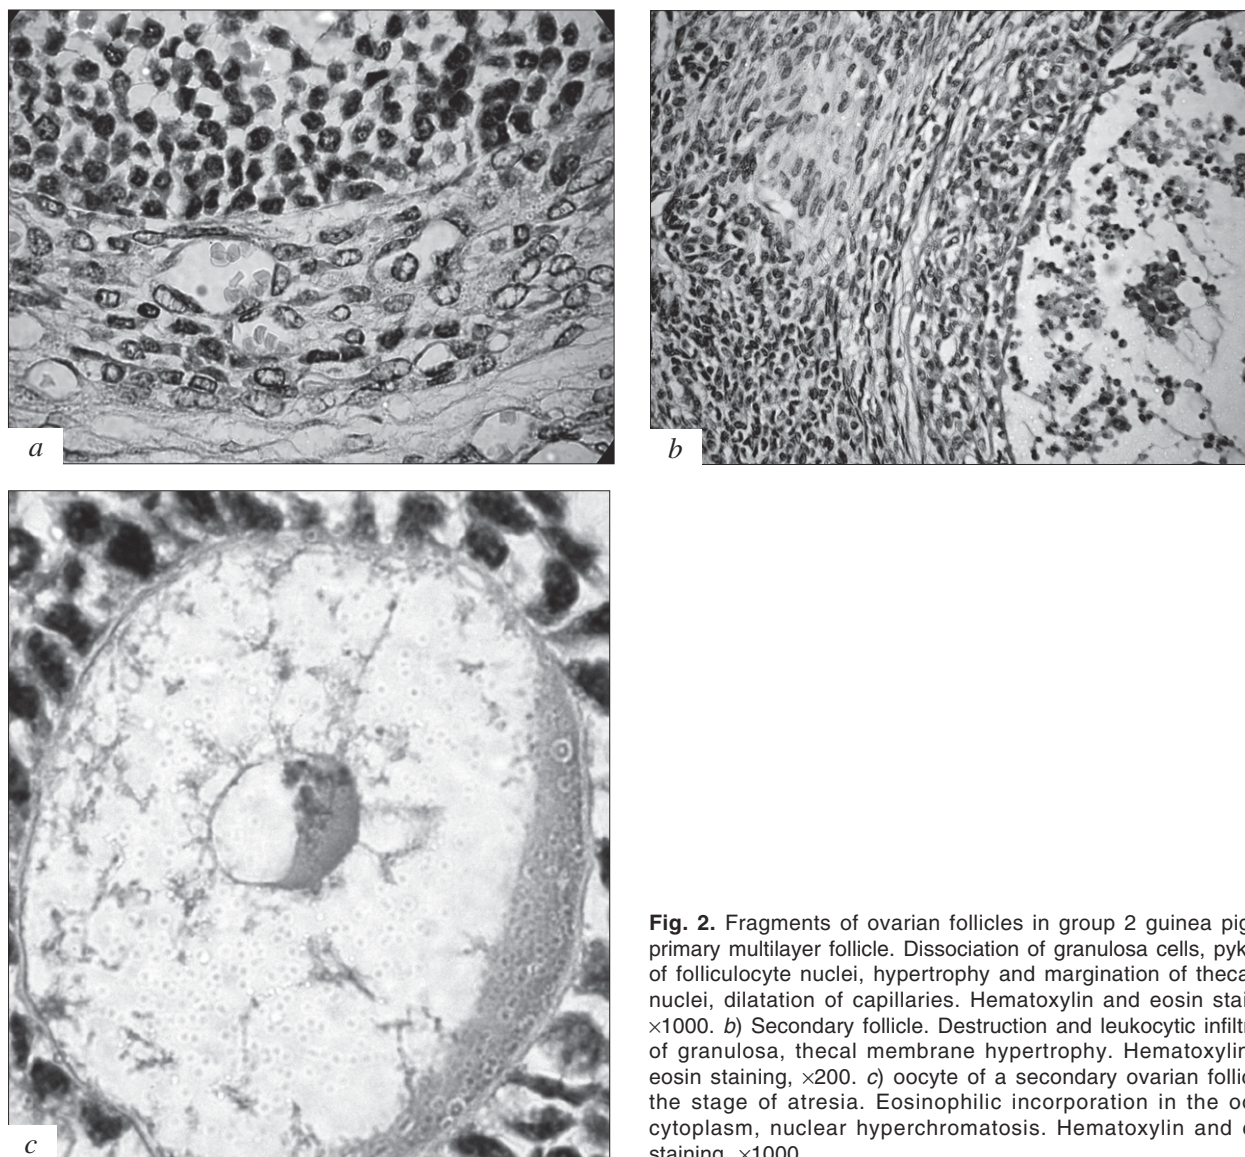 a
b
c
Fig. 2. Fragments of ovarian follicles in group 2 guinea pig
primary multilayer follicle. Dissociation of granulosa cells, pyk
of folliculocyte nuclei, hypertrophy and margination of theca
nuclei, dilatation of capillaries. Hematoxylin and eosin stai
×1000. b) Secondary follicle. Destruction and leukocytic infiltr
of granulosa, thecal membrane hypertrophy. Hematoxylin
eosin staining, ×200. c) oocyte of a secondary ovarian follic
the stage of atresia. Eosinophilic incorporation in the oo
cytoplasm, nuclear hyperchromatosis. Hematoxylin and
staining, ×1000